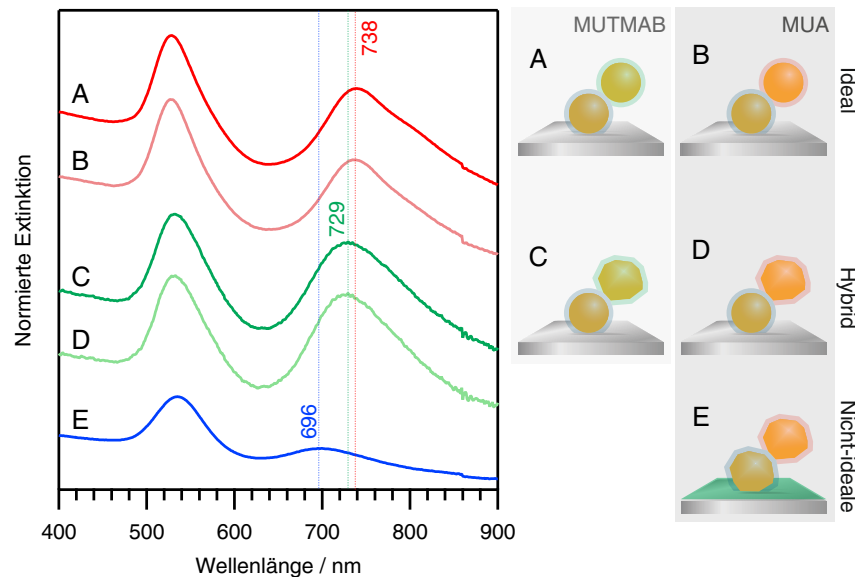 Normierte Extinktion
A
B
C
D
E
738
729
696
400
500
600
700
800
900
Wellenlänge / nm
MUTMAB
MUA
A
B
Ideal
C
D
Hybrid
E
Nicht-ideale